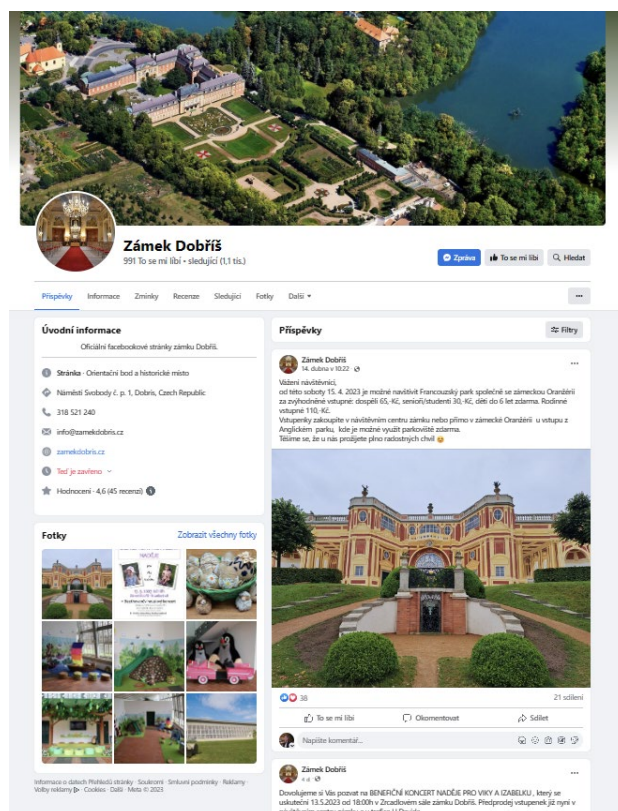 Zámek Dobříš
991 To se mi líbí • sledující (1,1 tis.)
Zpráva
To se mi líbí
Hledat
Příspěvky
Informace
Zmínky
Recenze
Sledující
Fotky
Další
Úvodní informace
Oficiální facebookové stránky zámku Dobříš.
Stránka · Orientační bod a historické místo
Náměstí Svobody č. p. 1, Dobris, Czech Republic
318 521 240
info@zamekdobris.cz
zamekdobris.cz
Teď je zavřeno
Hodnocení · 4,6 (45 recenzí)
Fotky
Zobrazit všechny fotky
NADĚJE
Informace o datech Přehledů stránky · Soukromí · Smluvní podmínky · Reklamy ·
Volby reklamy · Cookies · Další · Meta © 2023
Příspěvky
Filtry
Zámek Dobříš
14. dubna v 10:22 ·
Vážení návštěvníci,
od této soboty 15. 4. 2023 je možné navštívit Francouzský park společně se zámeckou Oranžérií
za zvýhodněné vstupné: dospělí 65,-Kč, senioři/studenti 30,-Kč, děti do 6 let zdarma. Rodinné
vstupné 110,-Kč.
Vstupenky zakoupíte v návštěvním centru zámku nebo přímo v zámecké Oranžérii u vstupu z
Anglickém parku, kde je možné využít parkoviště zdarma.
Těšíme se, že u nás prožijete plno radostných chvil
38
21 sdílení
To se mi líbí
Okomentovat
Sdílet
Napište komentář...
Zámek Dobříš
4 d ·
Dovolujeme si Vás pozvat na BENEFIČNÍ KONCERT NADĚJE PRO VIKY A IZABELKU , který se
uskuteční 13.5.2023 od 18:00h v Zrcadlovém sále zámku Dobříš. Předprodej vstupenek již nyní v